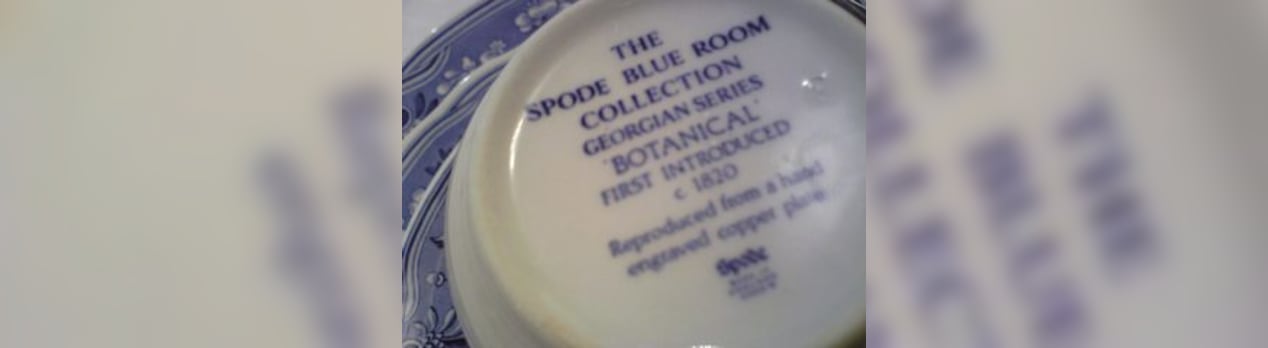 THE
SPODE BLUE ROOM
COLLECTION
GEORGIAN SERIES
'BOTANICAL'
FIRST INTRODUCED
c 1820
Reproduced from a hand
engraved copper plate
Spode